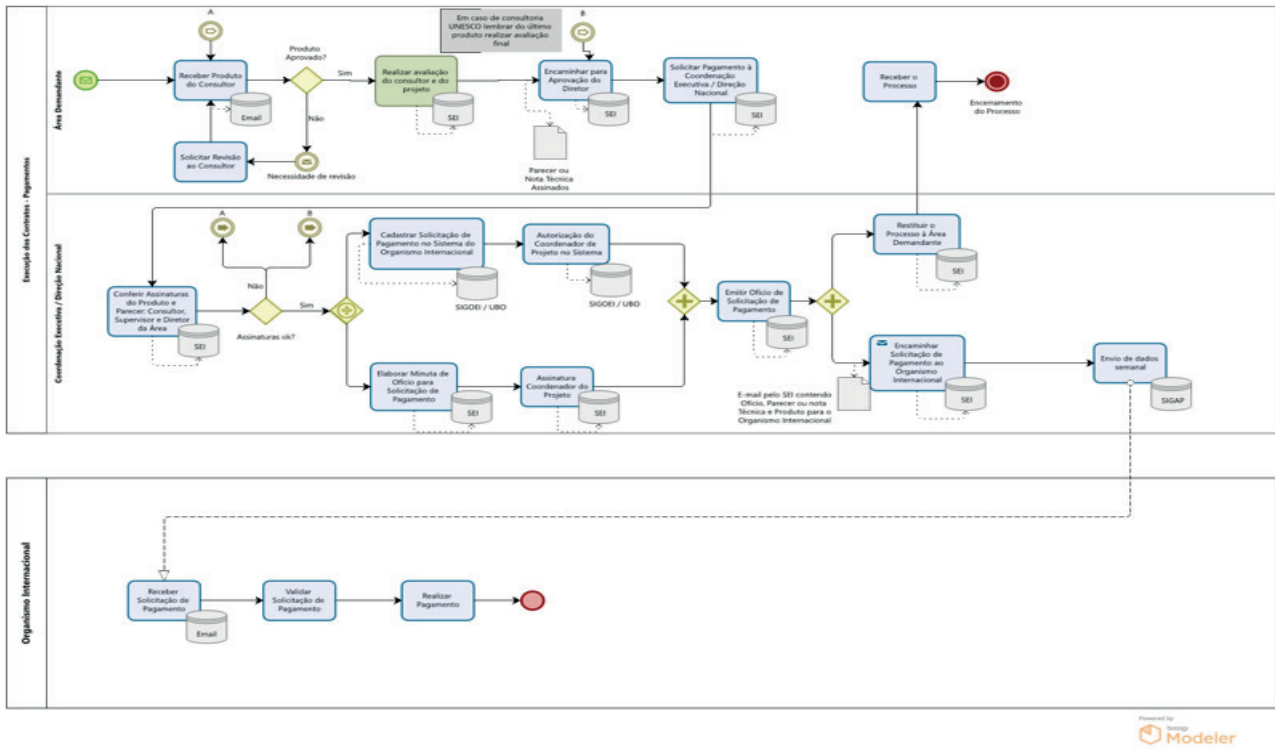 Execução dos Contratos - Pagamentos
Área Demandante
A
Receber Produto
do Consultor
Email
Solicitar Revisão
ao Consultor
Produto
Aprovado?
Sim
Não
Necessidade de revisão
Realizar avaliação
do consultor e do
projeto
SEI
Em caso de consultoria
UNESCO lembrar do último
produto realizar avaliação
final
B
Encaminhar para
Aprovação do
Diretor
SEI
Parecer ou
Nota Técnica
Assinados
Solicitar Pagamento à
Coordenação
Executiva / Direção
Nacional
SEI
Receber o
Processo
Encerramento
do Processo
Coordenação Executiva / Direção Nacional
Conferir Assinaturas
do Produto e
Parecer: Consultor,
Supervisor e Diretor
da Área
SEI
A
B
Não
Sim
Assinaturas ok?
Cadastrar Solicitação de
Pagamento no Sistema do
Organismo Internacional
SIGOEI / UBO
Autorização do
Coordenador de
Projeto no Sistema
SIGOEI / UBO
Elaborar Minuta de
Ofício para
Solicitação de
Pagamento
SEI
Assinatura
Coordenador do
Projeto
SEI
Emitir Ofício de
Solicitação de
Pagamento
SEI
Restituir o
Processo à Área
Demandante
SEI
Encaminhar
Solicitação de
Pagamento ao
Organismo
Internacional
SEI
E-mail pelo SEI contendo
Ofício, Parecer ou nota
Técnica e Produto para o
Organismo Internacional
Envio de dados
semanal
SIGAP
Organismo Internacional
Receber
Solicitação de
Pagamento
Email
Validar
Solicitação de
Pagamento
Realizar
Pagamento
Powered by
bizagi
Modeler